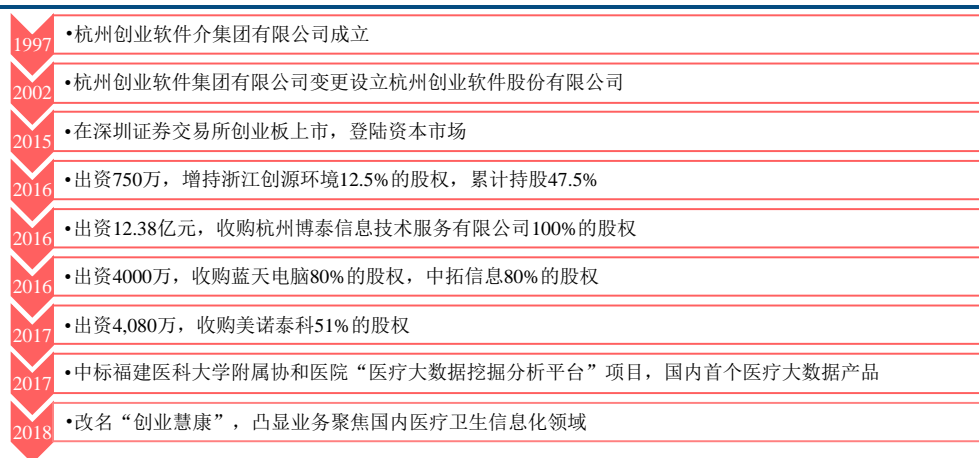 1997
•杭州创业软件介集团有限公司成立
2002
•杭州创业软件集团有限公司变更设立杭州创业软件股份有限公司
2015
•在深圳证券交易所创业板上市，登陆资本市场
2016
•出资750万，增持浙江创源环境12.5%的股权，累计持股47.5%
2016
•出资12.38亿元，收购杭州博泰信息技术服务有限公司100%的股权
2016
•出资4000万，收购蓝天电脑80%的股权，中拓信息80%的股权
2017
•出资4,080万，收购美诺泰科51%的股权
2017
•中标福建医科大学附属协和医院“医疗大数据挖掘分析平台”项目，国内首个医疗大数据产品
2018
•改名“创业慧康”，凸显业务聚焦国内医疗卫生信息化领域